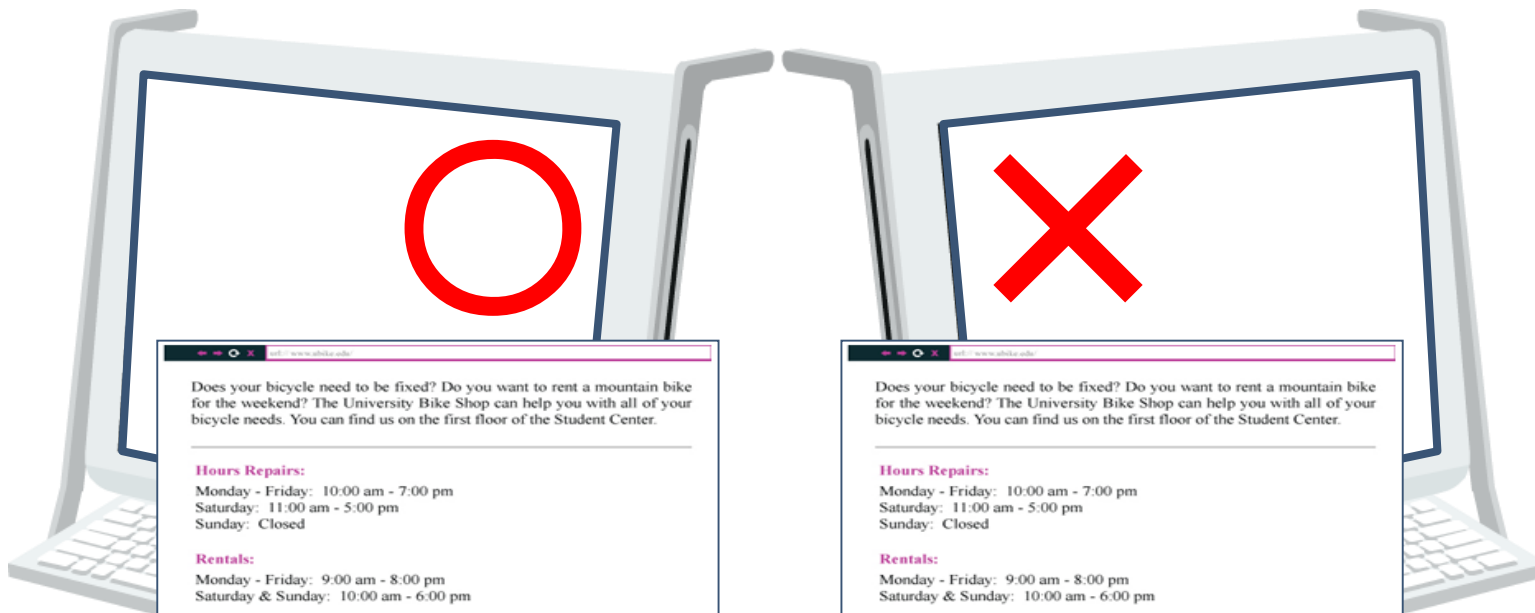 url:// www.ubike.edu/
Does your bicycle need to be fixed? Do you want to rent a mountain bike
for the weekend? The University Bike Shop can help you with all of your
bicycle needs. You can find us on the first floor of the Student Center.
Hours Repairs:
Monday - Friday: 10:00 am - 7:00 pm
Saturday: 11:00 am - 5:00 pm
Sunday: Closed
Rentals:
Monday - Friday: 9:00 am - 8:00 pm
Saturday & Sunday: 10:00 am - 6:00 pm
url:// www.ubike.edu/
Does your bicycle need to be fixed? Do you want to rent a mountain bike
for the weekend? The University Bike Shop can help you with all of your
bicycle needs. You can find us on the first floor of the Student Center.
Hours Repairs:
Monday - Friday: 10:00 am - 7:00 pm
Saturday: 11:00 am - 5:00 pm
Sunday: Closed
Rentals:
Monday - Friday: 9:00 am - 8:00 pm
Saturday & Sunday: 10:00 am - 6:00 pm